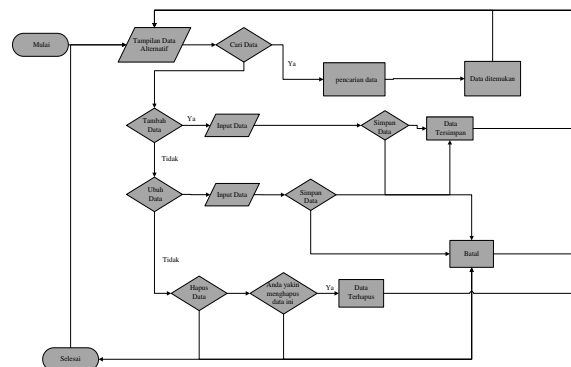 Mulai
Tampilan Data
Alternatif
Cari Data
Ya
pencarian data
Data ditemukan
Tambah
Data
Ya
Input Data
Simpan
Data
Data
Tersimpan
Tidak
Ubah
Data
Input Data
Simpan
Data
Batal
Tidak
Hapus
Data
Anda yakin
menghapus
data ini
Ya
Data
Terhapus
Selesai